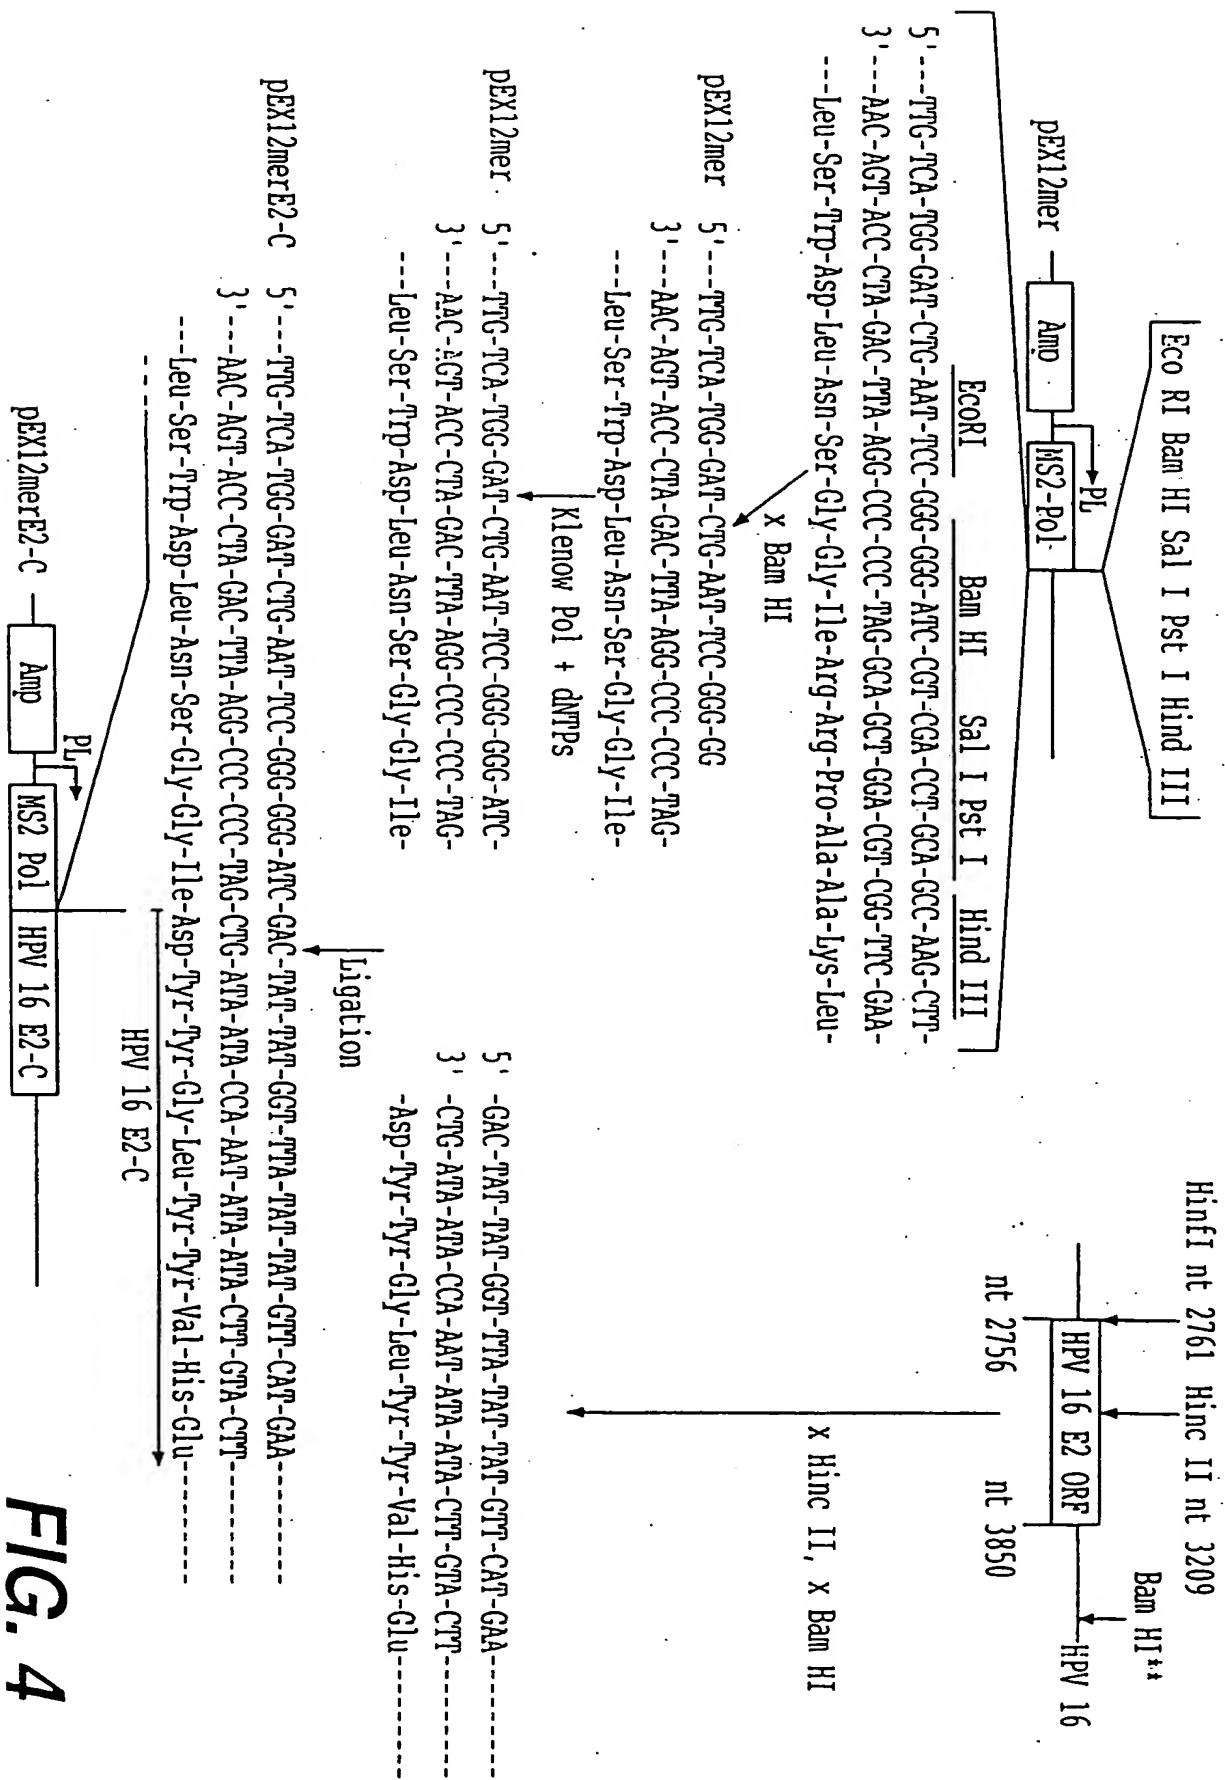 Eco RI Bam HI Sal I Pst I Hind III
pEX12mer
Amp
PL
MS2-Pol
EcoRI Bam HI Sal I Pst I Hind III
5'---TTG-TCA-TGG-GAT-CTG-AAT-TCC-GGG-GGG-ATC-CGT-CGA-CCT-GCA-GCC-AAG-CTT-
3'---AAC-AGT-ACC-CTA-GAC-TTA-AGG-CCC-CCC-TAG-GCA-GCT-GGA-CGT-CGG-TTC-GAA-
---Leu-Ser-Trp-Asp-Leu-Asn-Ser-Gly-Gly-Ile-Arg-Arg-Pro-Ala-Ala-Lys-Leu-
x Bam HI
pEX12mer 5'---TTG-TCA-TGG-GAT-CTG-AAT-TCC-GGG-GG
3'---AAC-AGT-ACC-CTA-GAC-TTA-AGG-CCC-CCC-TAG-
---Leu-Ser-Trp-Asp-Leu-Asn-Ser-Gly-Gly-Ile-
Klenow Pol + dNTPs
pEX12mer 5'---TTG-TCA-TGG-GAT-CTG-AAT-TCC-GGG-GGG-ATC-
3'---AAC-AGT-ACC-CTA-GAC-TTA-AGG-CCC-CCC-TAG-
---Leu-Ser-Trp-Asp-Leu-Asn-Ser-Gly-Gly-Ile-
HinfI nt 2761 Hinc II nt 3209
Bam HI**
HPV 16 E2 ORF
HPV 16
nt 2756 nt 3850
x Hinc II, x Bam HI
5' -GAC-TAT-TAT-GGT-TTA-TAT-TAT-GTT-CAT-GAA--------
3' -CTG-ATA-ATA-CCA-AAT-ATA-ATA-CTT-GTA-CTT--------
-Asp-Tyr-Tyr-Gly-Leu-Tyr-Tyr-Val-His-Glu--------
Ligation
pEX12merE2-C 5'---TTG-TCA-TGG-GAT-CTG-AAT-TCC-GGG-GGG-ATC-GAC-TAT-TAT-GGT-TTA-TAT-TAT-GTT-CAT-GAA--------
3'---AAC-AGT-ACC-CTA-GAC-TTA-AGG-CCC-CCC-TAG-CTG-ATA-ATA-CCA-AAT-ATA-ATA-CTT-GTA-CTT--------
---Leu-Ser-Trp-Asp-Leu-Asn-Ser-Gly-Gly-Ile-Asp-Tyr-Tyr-Gly-Leu-Tyr-Tyr-Val-His-Glu--------
HPV 16 E2-C
pEX12merE2-C
Amp
PL
MS2 Pol
HPV 16 E2-C
FIG. 4